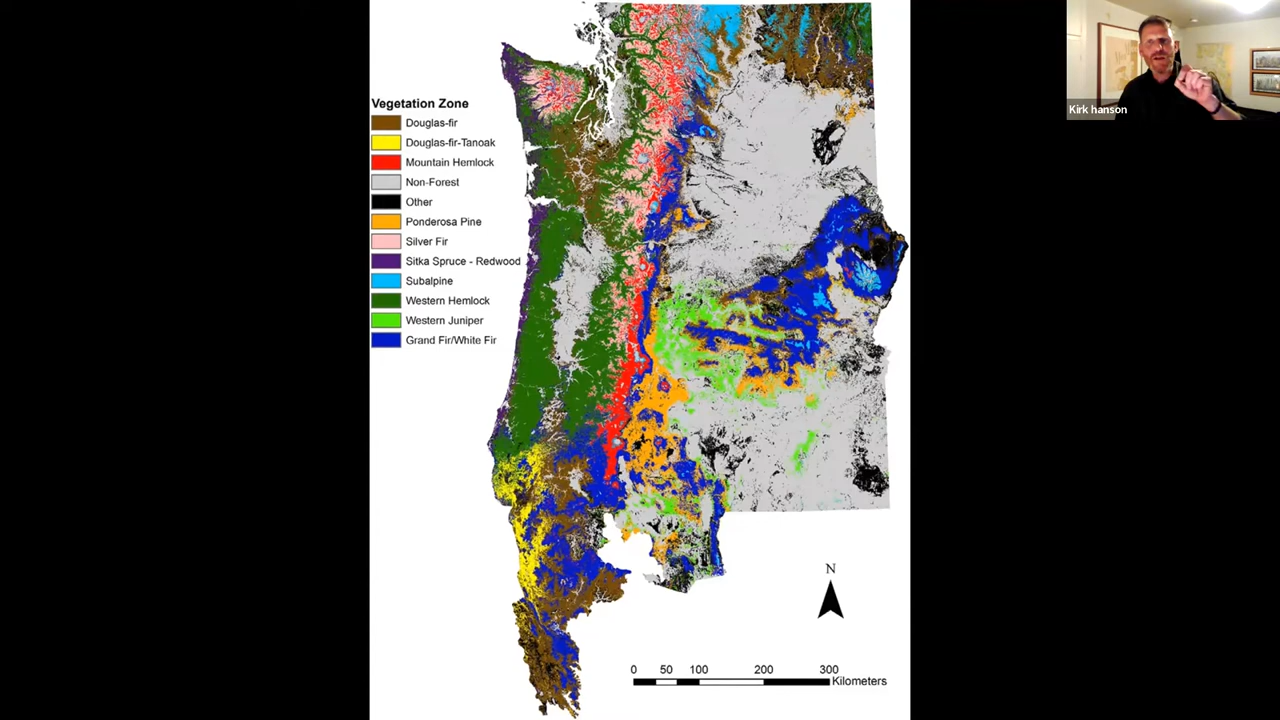 Vegetation Zone
Douglas-fir
Douglas-fir-Tanoak
Mountain Hemlock
Non-Forest
Other
Ponderosa Pine
Silver Fir
Sitka Spruce - Redwood
Subalpine
Western Hemlock
Western Juniper
Grand Fir/White Fir
N
0 50 100 200 300
Kilometers
Kirk hanson